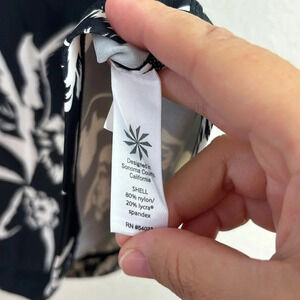 Designed in
Sonoma County,
California
SHELL
80% nylon/
20% lycra®
spandex
RN